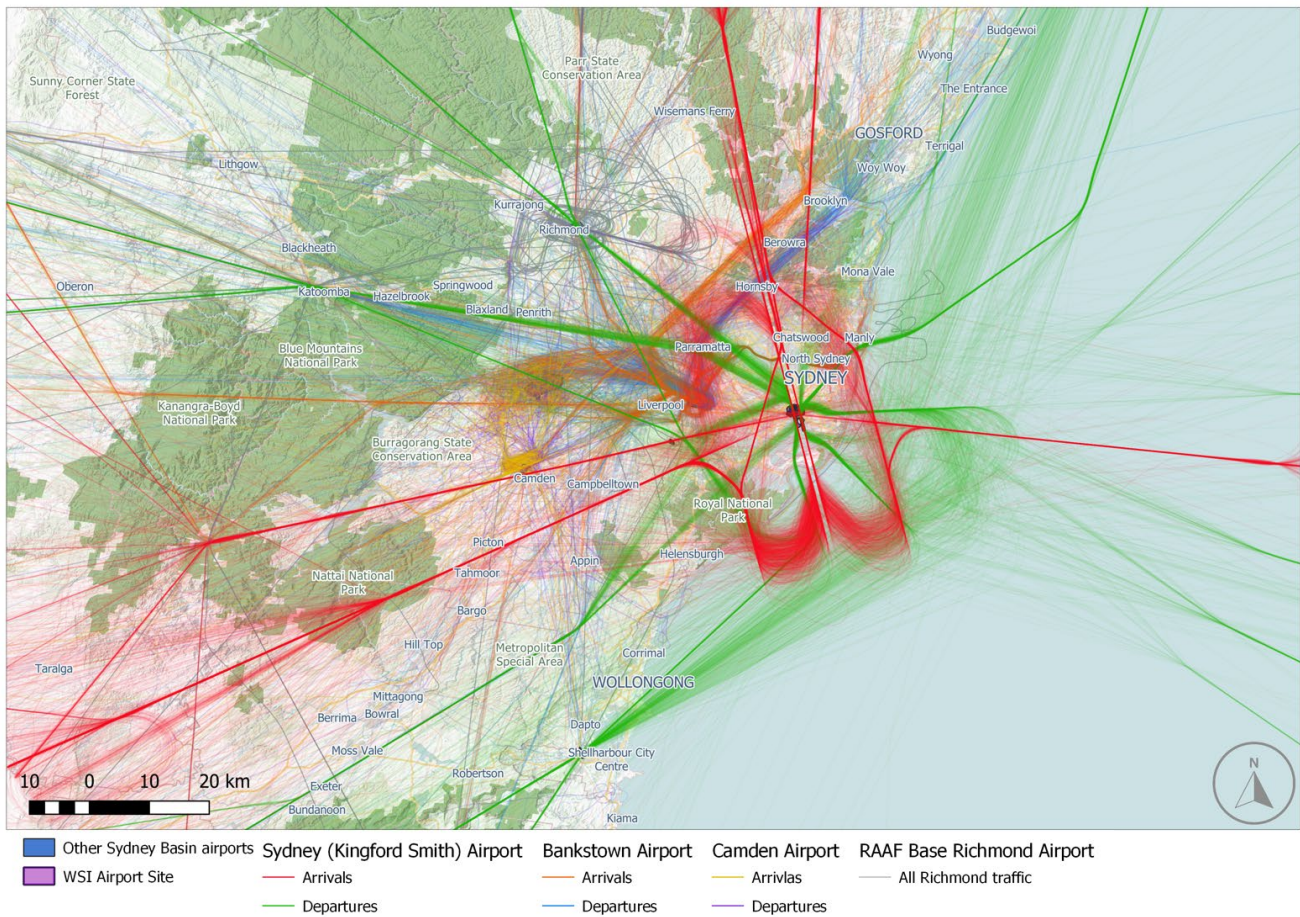 Budgewoi
Wyong
Parr State
Conservation Area
Sunny Corner State
Forest
The Entrance
Wisemans Ferry
GOSFORD
Terrigal
Lithgow
Woy Woy
Kurrajong
Brooklyn
Richmond
Berowra
Blackheath
Mona Vale
Oberon
Katoomba
Hazelbrook
Springwood
Hornsby
Blaxland
Penrith
Chatswood
Manly
Parramatta
Blue Mountains
National Park
North Sydney
SYDNEY
Kanangra-Boyd
National Park
Liverpool
Burragorang State
Conservation Area
Camden
Campbelltown
Royal National
Park
Picton
Helensburgh
Appin
Tahmoor
Nattai National
Park
Bargo
Hill Top
Metropolitan
Special Area
Corrimal
Taralga
WOLLONGONG
Mittagong
Berrima
Bowral
Dapto
Moss Vale
Shellharbour City
Centre
Robertson
Exeter
Bundanoon
Kiama
10 0 10 20 km
N
Other Sydney Basin airports
WSI Airport Site
Sydney (Kingford Smith) Airport
Arrivals
Departures
Bankstown Airport
Arrivals
Departures
Camden Airport
Arrivlas
Departures
RAAF Base Richmond Airport
All Richmond traffic